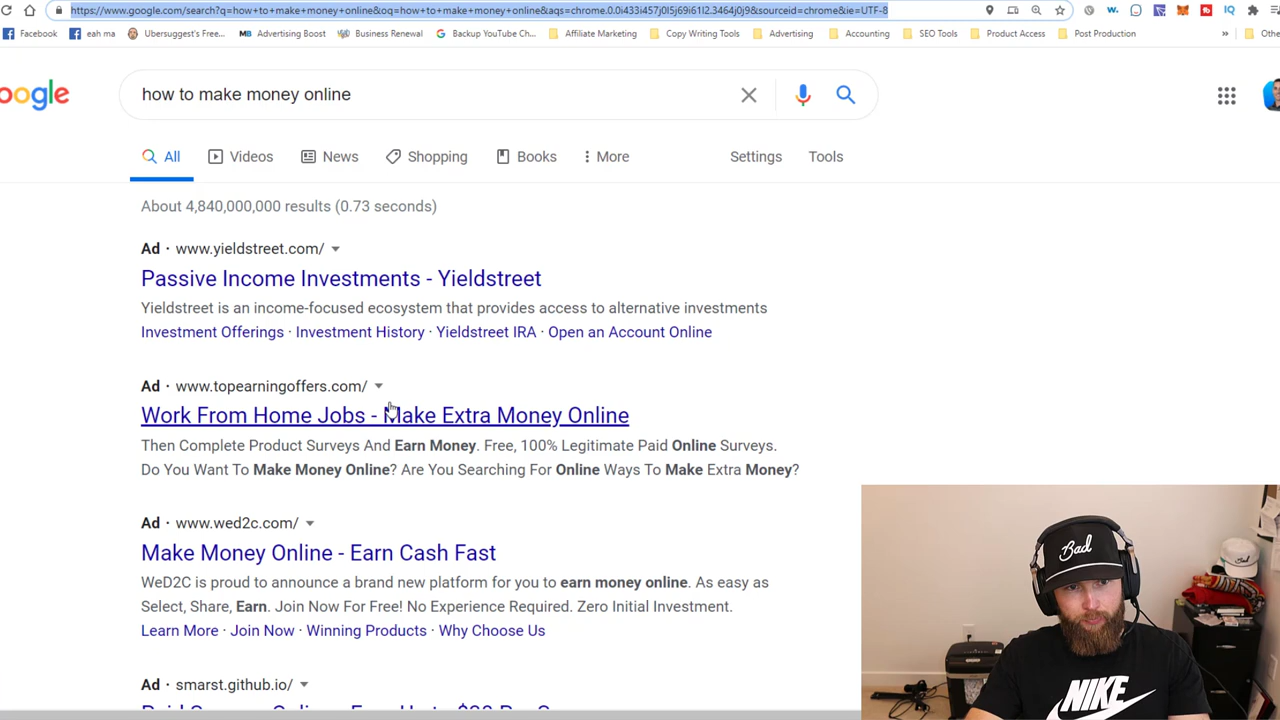 https://www.google.com/search?q=how+to+make+money+online&oq=how+to+make+money+online&aqs=chrome.0.0i433i457j0l5j69i61l2.3464j0j9&sourceid=chrome&ie=UTF-8
Facebook eah ma Ubersuggest's Free... Advertising Boost Business Renewal Backup YouTube Ch... Affiliate Marketing Copy Writing Tools Advertising Accounting SEO Tools Product Access Post Production » Othe
oogle how to make money online
All Videos News Shopping Books More Settings Tools
About 4,840,000,000 results (0.73 seconds)
Ad · www.yieldstreet.com/
Passive Income Investments - Yieldstreet
Yieldstreet is an income-focused ecosystem that provides access to alternative investments
Investment Offerings · Investment History · Yieldstreet IRA · Open an Account Online
Ad · www.topearningoffers.com/
Work From Home Jobs - Make Extra Money Online
Then Complete Product Surveys And Earn Money. Free, 100% Legitimate Paid Online Surveys.
Do You Want To Make Money Online? Are You Searching For Online Ways To Make Extra Money?
Ad · www.wed2c.com/
Make Money Online - Earn Cash Fast
WeD2C is proud to announce a brand new platform for you to earn money online. As easy as
Select, Share, Earn. Join Now For Free! No Experience Required. Zero Initial Investment.
Learn More · Join Now · Winning Products · Why Choose Us
Ad · smarst.github.io/
Bad
NIKE